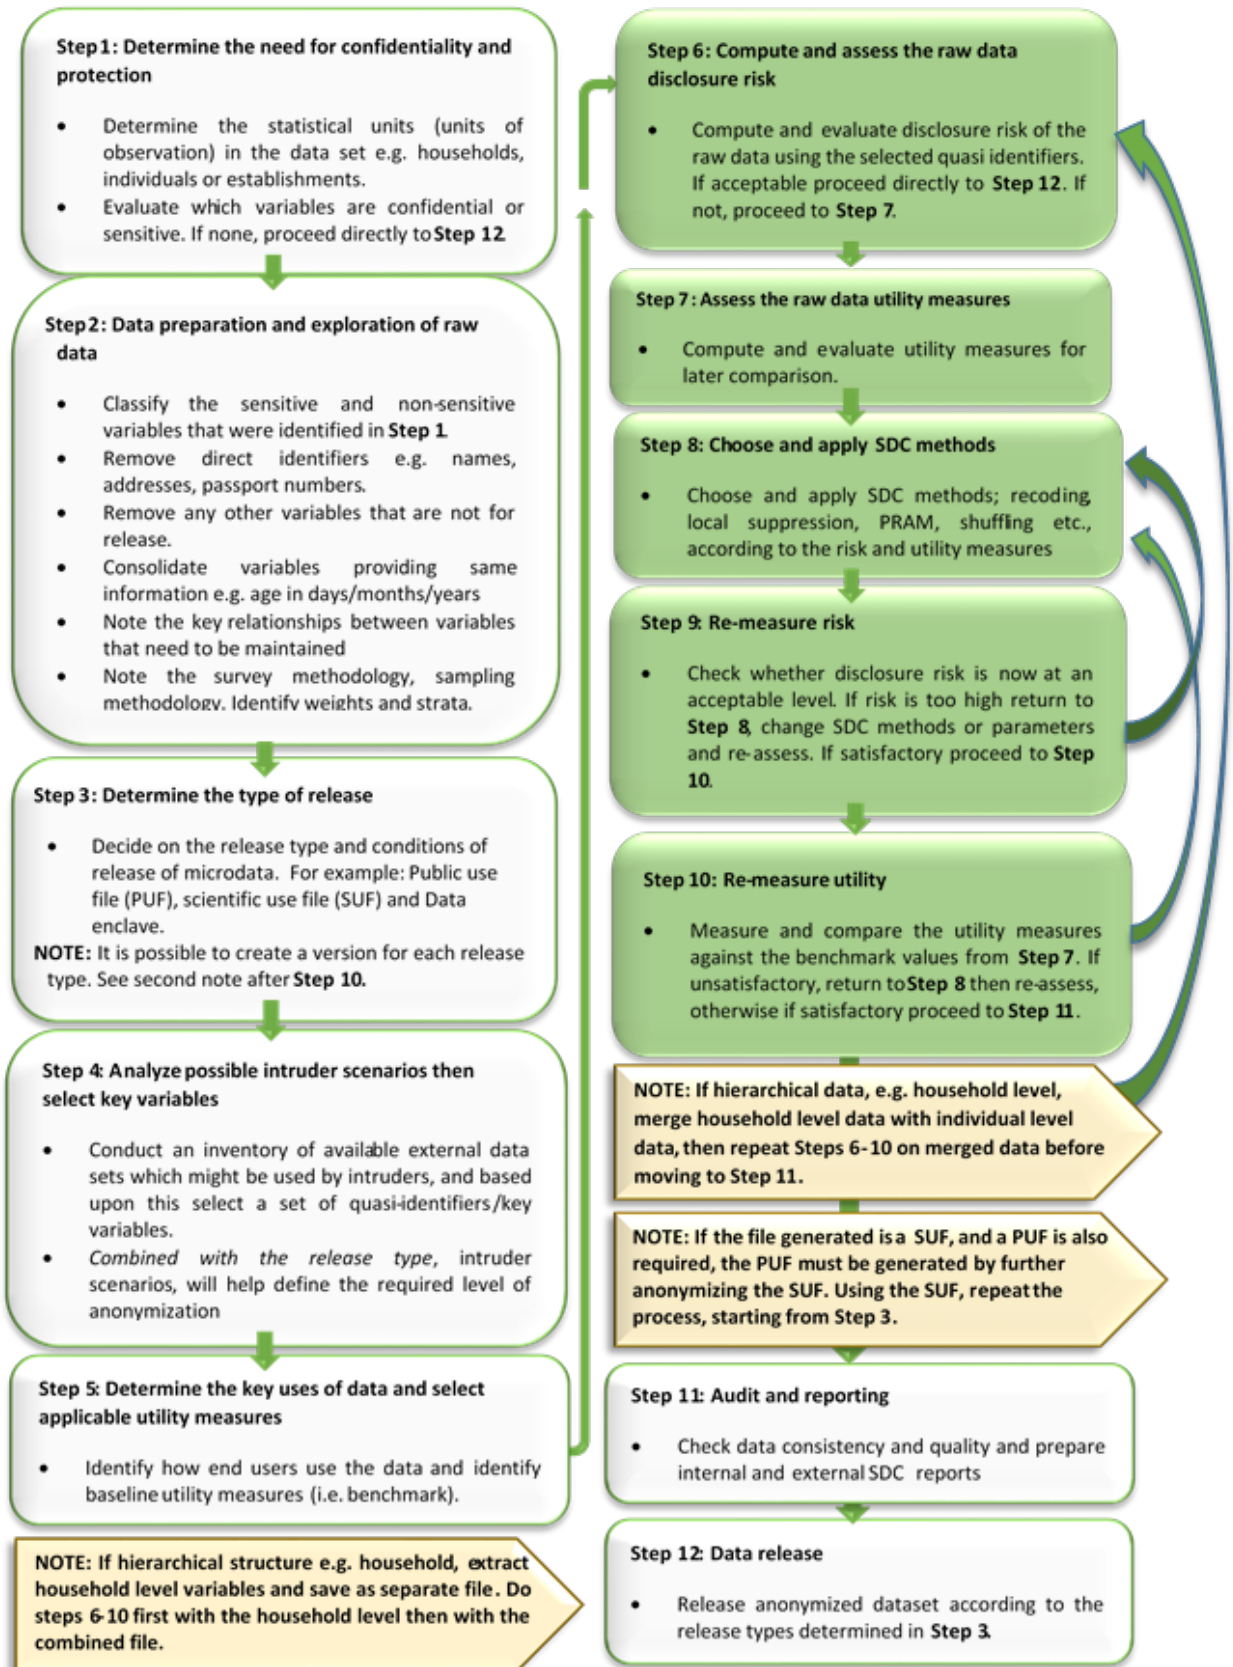 Step 1: Determine the need for confidentiality and
protection
• Determine the statistical units (units of
observation) in the data set e.g. households,
individuals or establishments.
• Evaluate which variables are confidential or
sensitive. If none, proceed directly to Step 12.
Step 2: Data preparation and exploration of raw
data
• Classify the sensitive and non-sensitive
variables that were identified in Step 1.
• Remove direct identifiers e.g. names,
addresses, passport numbers.
• Remove any other variables that are not for
release.
• Consolidate variables providing same
information e.g. age in days/months/years
• Note the key relationships between variables
that need to be maintained
• Note the survey methodology, sampling
methodology. Identify weights and strata.
Step 3: Determine the type of release
• Decide on the release type and conditions of
release of microdata. For example: Public use
file (PUF), scientific use file (SUF) and Data
enclave.
NOTE: It is possible to create a version for each release
type. See second note after Step 10.
Step 4: Analyze possible intruder scenarios then
select key variables
• Conduct an inventory of available external data
sets which might be used by intruders, and based
upon this select a set of quasi-identifiers/key
variables.
• Combined with the release type, intruder
scenarios, will help define the required level of
anonymization
Step 5: Determine the key uses of data and select
applicable utility measures
• Identify how end users use the data and identify
baseline utility measures (i.e. benchmark).
NOTE: If hierarchical structure e.g. household, extract
household level variables and save as separate file. Do
steps 6-10 first with the household level then with the
combined file.
Step 6: Compute and assess the raw data
disclosure risk
• Compute and evaluate disclosure risk of the
raw data using the selected quasi identifiers.
If acceptable proceed directly to Step 12. If
not, proceed to Step 7.
Step 7: Assess the raw data utility measures
• Compute and evaluate utility measures for
later comparison.
Step 8: Choose and apply SDC methods
• Choose and apply SDC methods; recoding,
local suppression, PRAM, shuffling etc.,
according to the risk and utility measures
Step 9: Re-measure risk
• Check whether disclosure risk is now at an
acceptable level. If risk is too high return to
Step 8, change SDC methods or parameters
and re-assess. If satisfactory proceed to Step
10.
Step 10: Re-measure utility
• Measure and compare the utility measures
against the benchmark values from Step 7. If
unsatisfactory, return to Step 8 then re-assess,
otherwise if satisfactory proceed to Step 11.
NOTE: If hierarchical data, e.g. household level,
merge household level data with individual level
data, then repeat Steps 6-10 on merged data before
moving to Step 11.
NOTE: If the file generated is a SUF, and a PUF is also
required, the PUF must be generated by further
anonymizing the SUF. Using the SUF, repeat the
process, starting from Step 3.
Step 11: Audit and reporting
• Check data consistency and quality and prepare
internal and external SDC reports
Step 12: Data release
• Release anonymized dataset according to the
release types determined in Step 3.